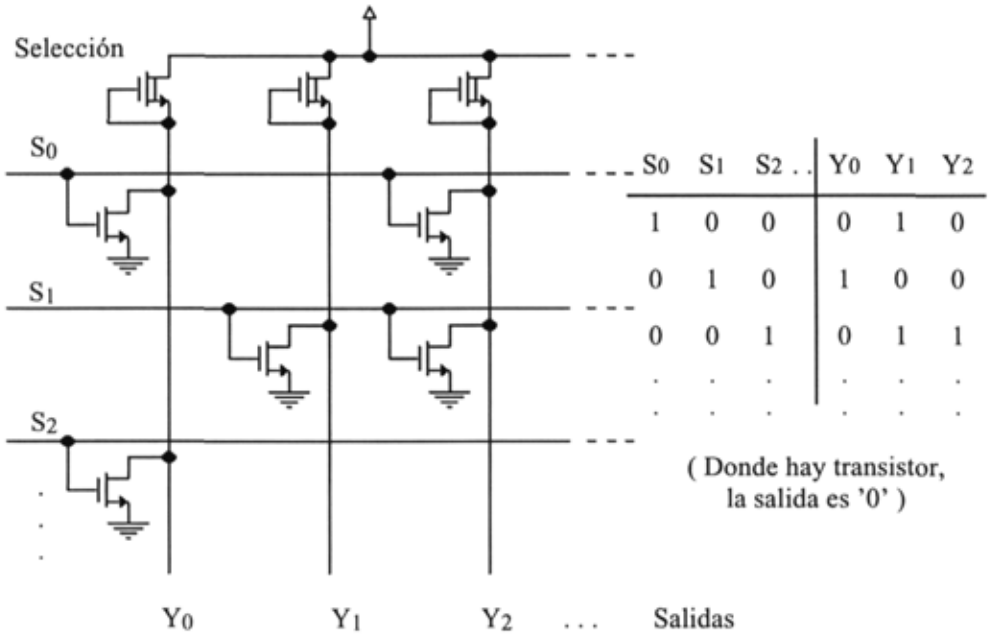 Selección
S0
S1
S2
Y0 Y1 Y2 ... Salidas
S0 S1 S2 .. Y0 Y1 Y2
1 0 0 0 1 0
0 1 0 1 0 0
0 0 1 0 1 1
. . . . . .
. . . . . .
( Donde hay transistor,
la salida es ’0’ )